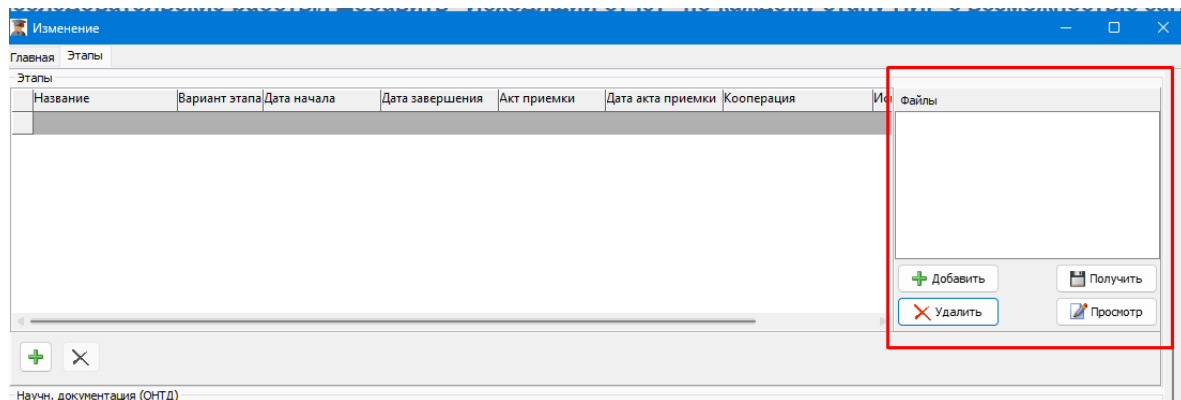 Изменение
Главная Этапы
Этапы
Название Вариант этапа Дата начала Дата завершения Акт приемки Дата акта приемки Кооперация
Файлы
Добавить Получить
Удалить Просмотр
Научн. документация (ОНТД)